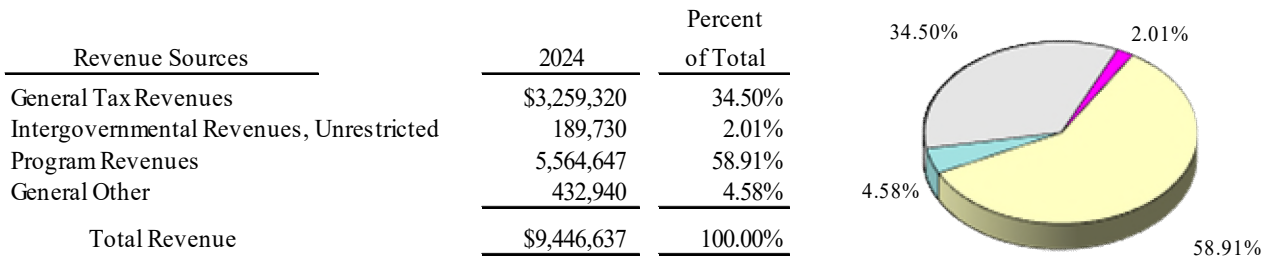 Percent
Revenue Sources 2024 of Total
General Tax Revenues $3,259,320 34.50%
Intergovernmental Revenues, Unrestricted 189,730 2.01%
Program Revenues 5,564,647 58.91%
General Other 432,940 4.58%
Total Revenue $9,446,637 100.00%
34.50%
2.01%
4.58%
58.91%